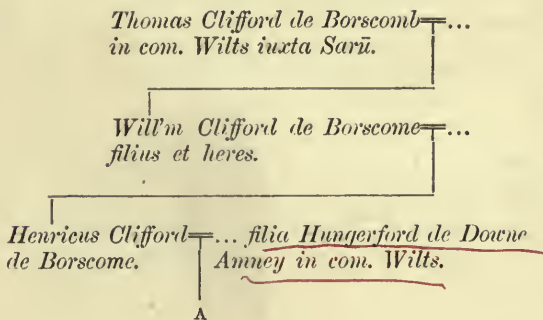 Thomas Clifford de Borscomb=...
in com. Wilts iuxta Sarū.
Will'm Clifford de Borscome=...
filius et heres.
Henricus Clifford=... filia Hungerford de Downe
de Borscome. Amney in com. Wilts.
A